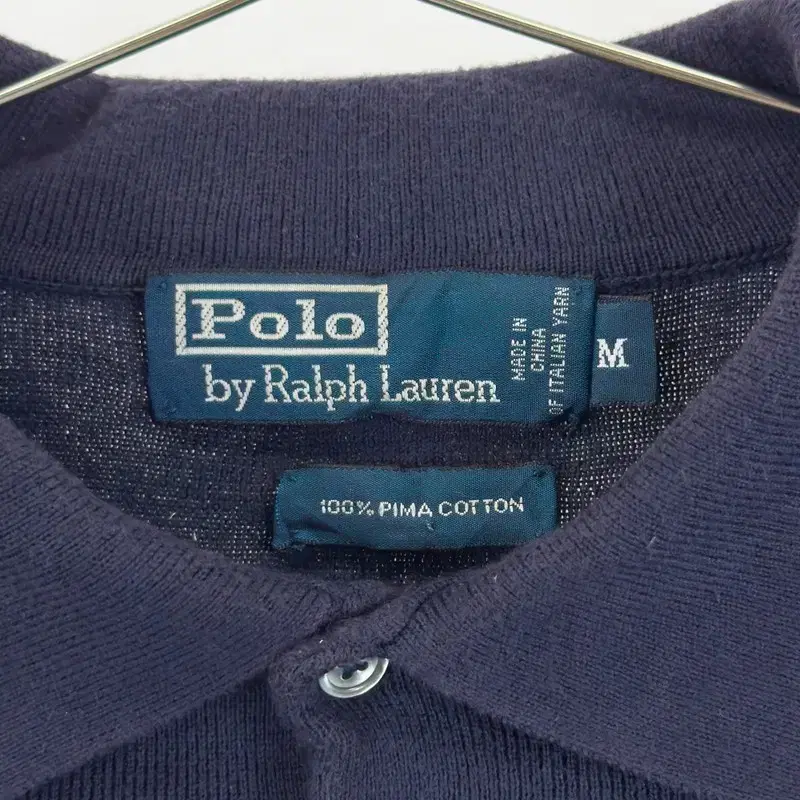 Polo
by Ralph Lauren
MADE IN
CHINA
OF ITALIAN YARN
M
100% PIMA COTTON